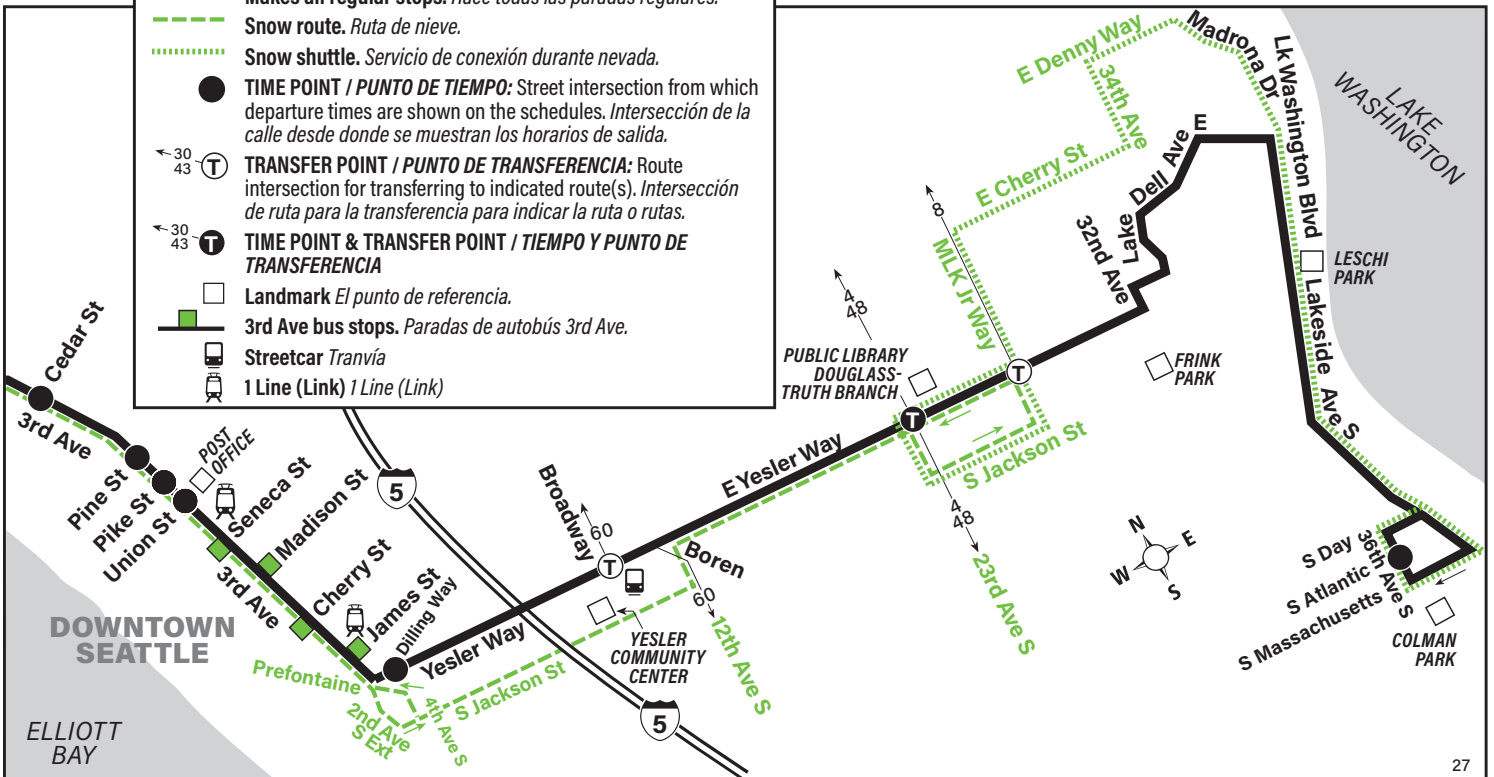 Makes all regular stops. Hace todas las paradas regulares.
Snow route. Ruta de nieve.
Snow shuttle. Servicio de conexión durante nevada.
TIME POINT / PUNTO DE TIEMPO: Street intersection from which
departure times are shown on the schedules. Intersección de la
calle desde donde se muestran los horarios de salida.
30
43
T
TRANSFER POINT / PUNTO DE TRANSFERENCIA: Route
intersection for transferring to indicated route(s). Intersección
de ruta para la transferencia para indicar la ruta o rutas.
30
43
T
TIME POINT & TRANSFER POINT / TIEMPO Y PUNTO DE
TRANSFERENCIA
Landmark El punto de referencia.
3rd Ave bus stops. Paradas de autobús 3rd Ave.
Streetcar Tranvía
1 Line (Link) 1 Line (Link)
E Denny Way
Madrona Dr
34th Ave
Lk Washington Blvd
LAKE
WASHINGTON
E Cherry St
Lake Dell Ave E
32nd Ave
8
MLK Jr Way
4
48
LESCHI
PARK
Lakeside Ave S
FRINK
PARK
PUBLIC LIBRARY
DOUGLASS-
TRUTH BRANCH
T
T
S Jackson St
4
48
23rd Ave S
Cedar St
3rd Ave
POST
OFFICE
Pine St
Pike St
Union St
Seneca St
Madison St
3rd Ave
Cherry St
James St
Dilling Way
Prefontaine
2nd Ave
S Ext
4th Ave S
Yesler Way
S Jackson St
5
5
Broadway
60
T
E Yesler Way
Boren
60
12th Ave S
YESLER
COMMUNITY
CENTER
N
E
W
S
S Day
36th Ave S
S Atlantic
S Massachusetts
COLMAN
PARK
DOWNTOWN
SEATTLE
ELLIOTT
BAY
27